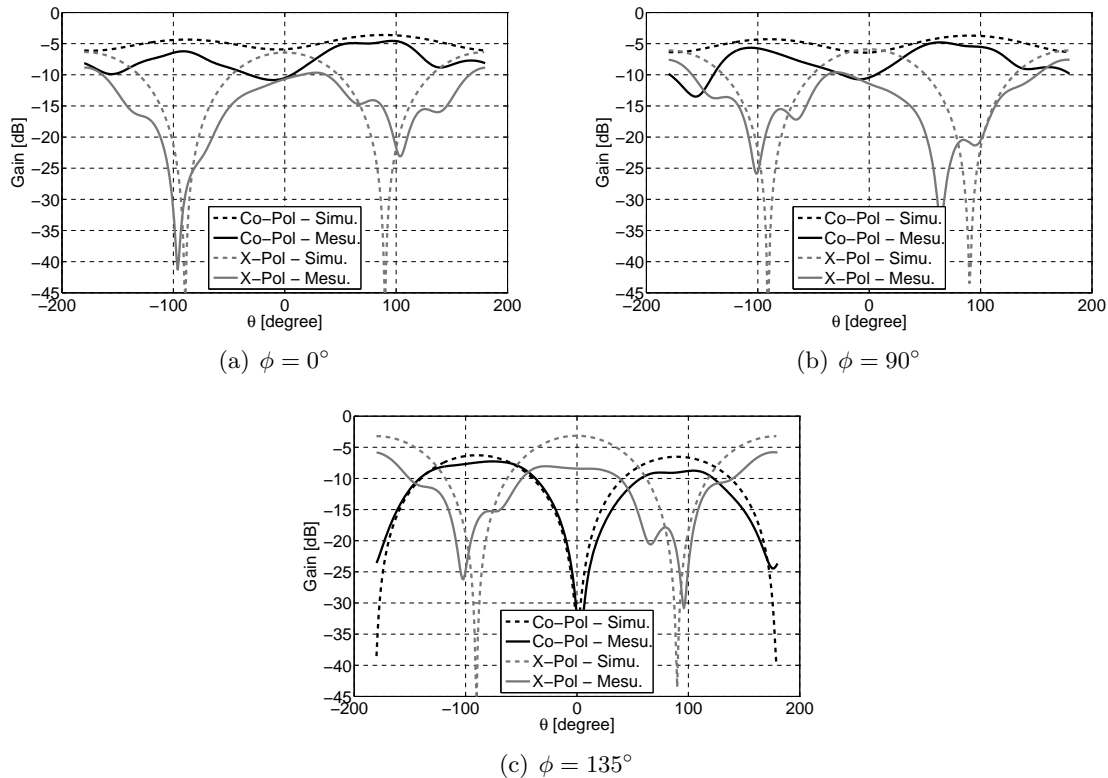 0
−5
−10
−15
−20
−25
−30
−35
−40
−45
Gain [dB]
Co−Pol − Simu.
Co−Pol − Mesu.
X−Pol − Simu.
X−Pol − Mesu.
−200 −100 0 100 200
θ [degree]
(a) ϕ = 0°
0
−5
−10
−15
−20
−25
−30
−35
−40
−45
Gain [dB]
Co−Pol − Simu.
Co−Pol − Mesu.
X−Pol − Simu.
X−Pol − Mesu.
−200 −100 0 100 200
θ [degree]
(b) ϕ = 90°
0
−5
−10
−15
−20
−25
−30
−35
−40
−45
Gain [dB]
Co−Pol − Simu.
Co−Pol − Mesu.
X−Pol − Simu.
X−Pol − Mesu.
−200 −100 0 100 200
θ [degree]
(c) ϕ = 135°